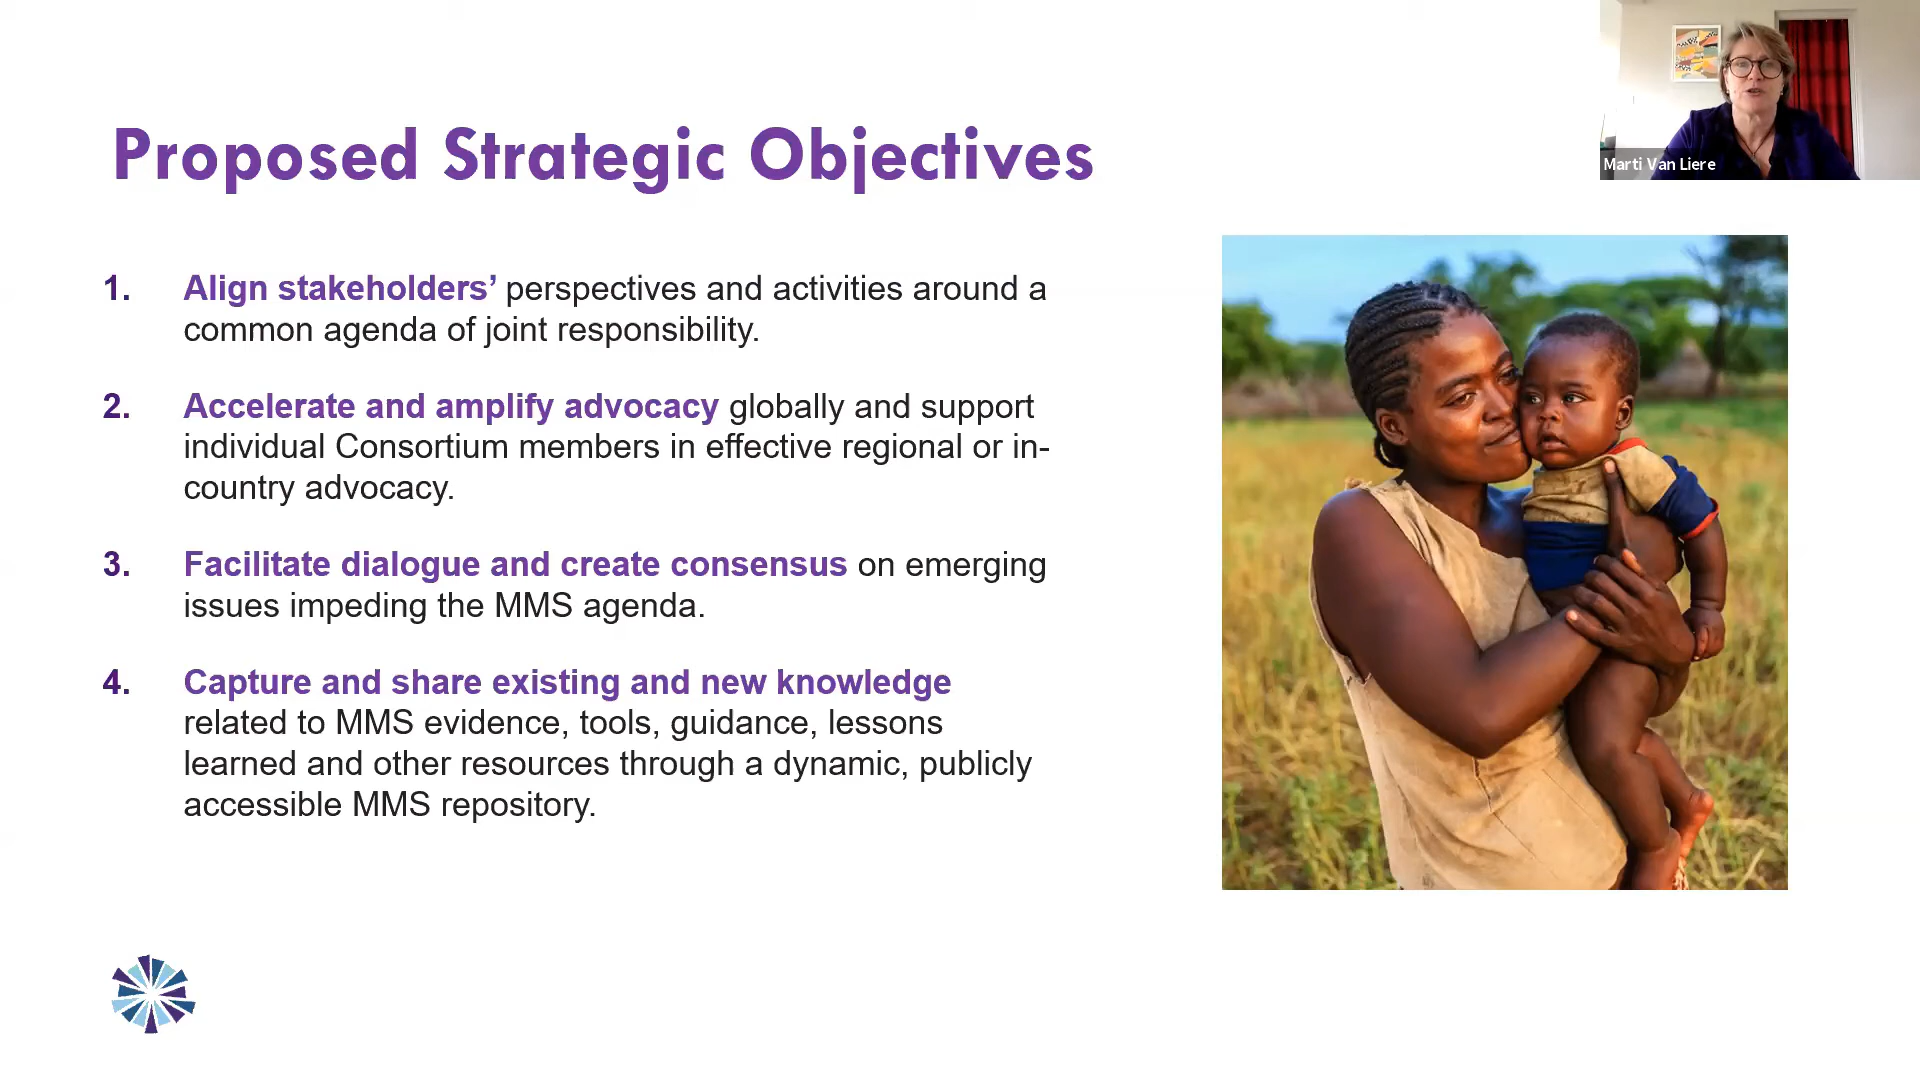 Proposed Strategic Objectives
Marti Van Liere
1. Align stakeholders’ perspectives and activities around a
common agenda of joint responsibility.
2. Accelerate and amplify advocacy globally and support
individual Consortium members in effective regional or in-
country advocacy.
3. Facilitate dialogue and create consensus on emerging
issues impeding the MMS agenda.
4. Capture and share existing and new knowledge
related to MMS evidence, tools, guidance, lessons
learned and other resources through a dynamic, publicly
accessible MMS repository.